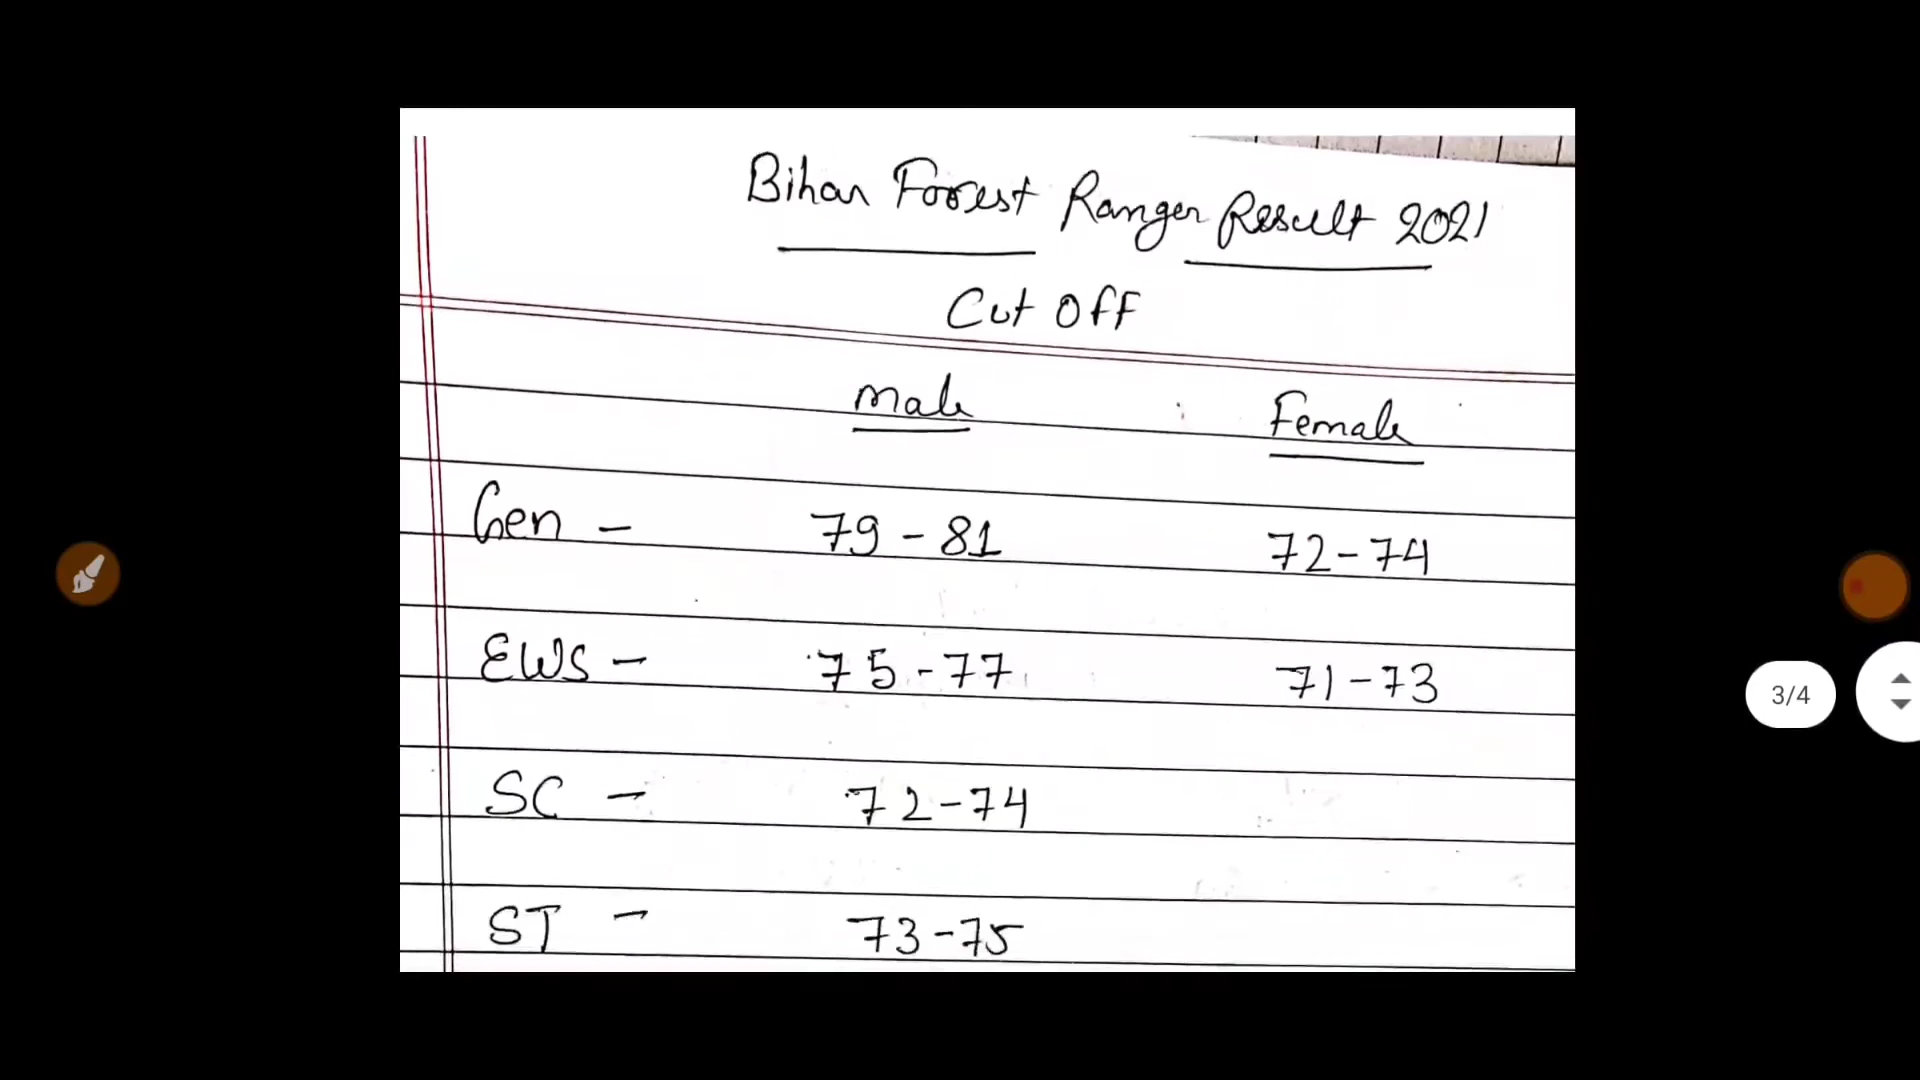 Bihar Forest Ranger Result 2021
Cut Off
Male Female
Gen - 79 - 81 72 - 74
EWS - 75 - 77 71 - 73
3/4
SC - 72 - 74
ST - 73 - 75